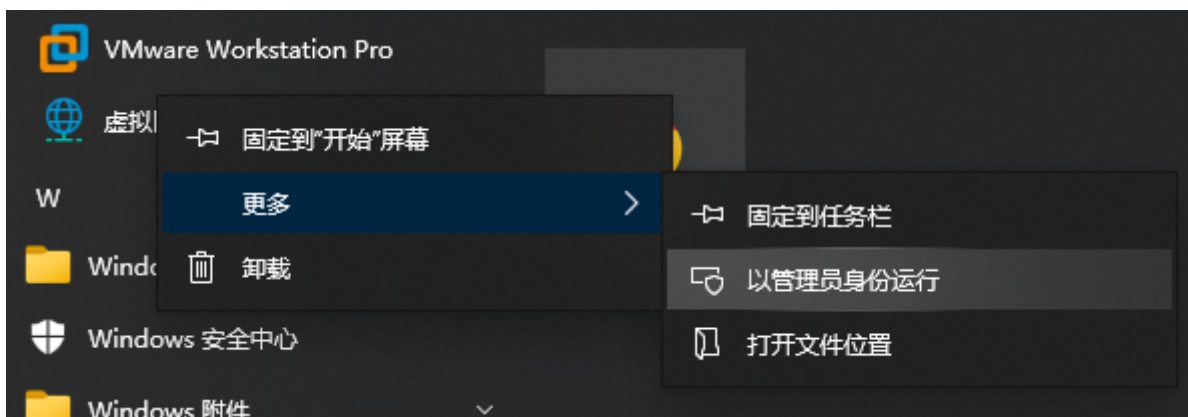 VMware Workstation Pro
虚拟
固定到"开始"屏幕
W
更多
固定到任务栏
Windo
卸载
以管理员身份运行
Windows 安全中心
打开文件位置
Windows 附件